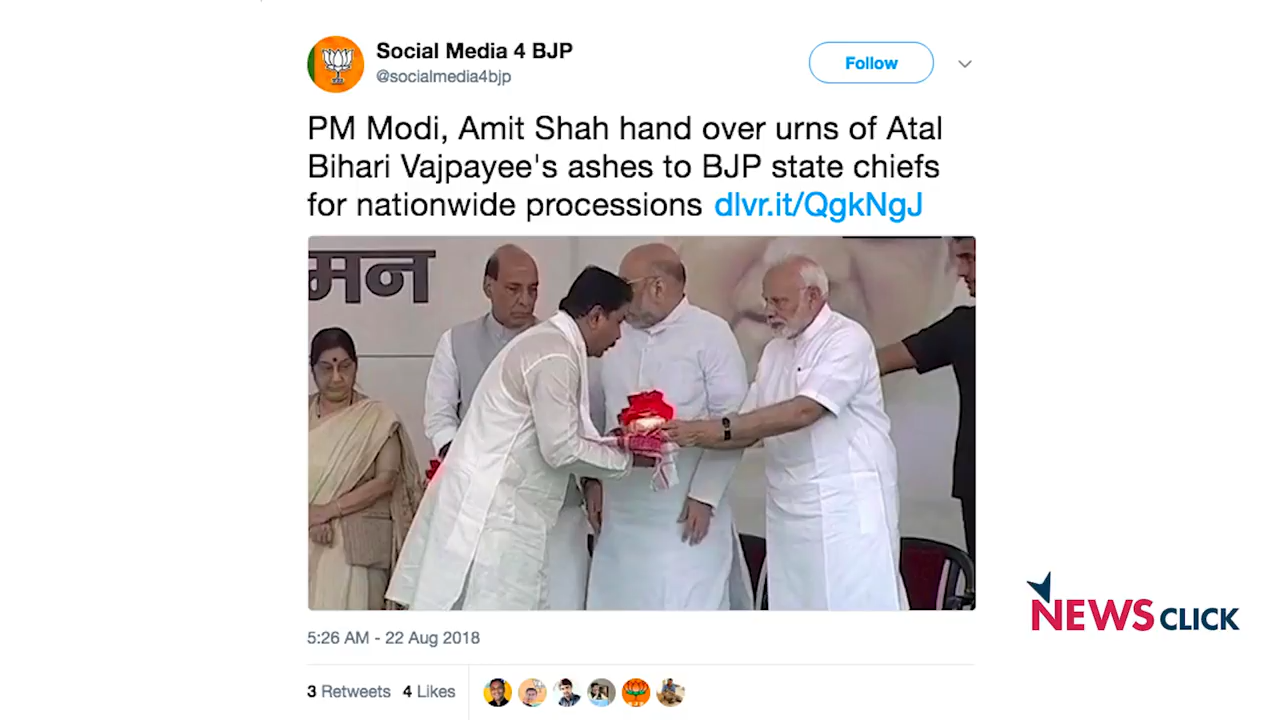 Social Media 4 BJP
@socialmedia4bjp
Follow
PM Modi, Amit Shah hand over urns of Atal
Bihari Vajpayee's ashes to BJP state chiefs
for nationwide processions dlvr.it/QgkNgJ
मन
5:26 AM - 22 Aug 2018
3 Retweets 4 Likes
NEWS CLICK